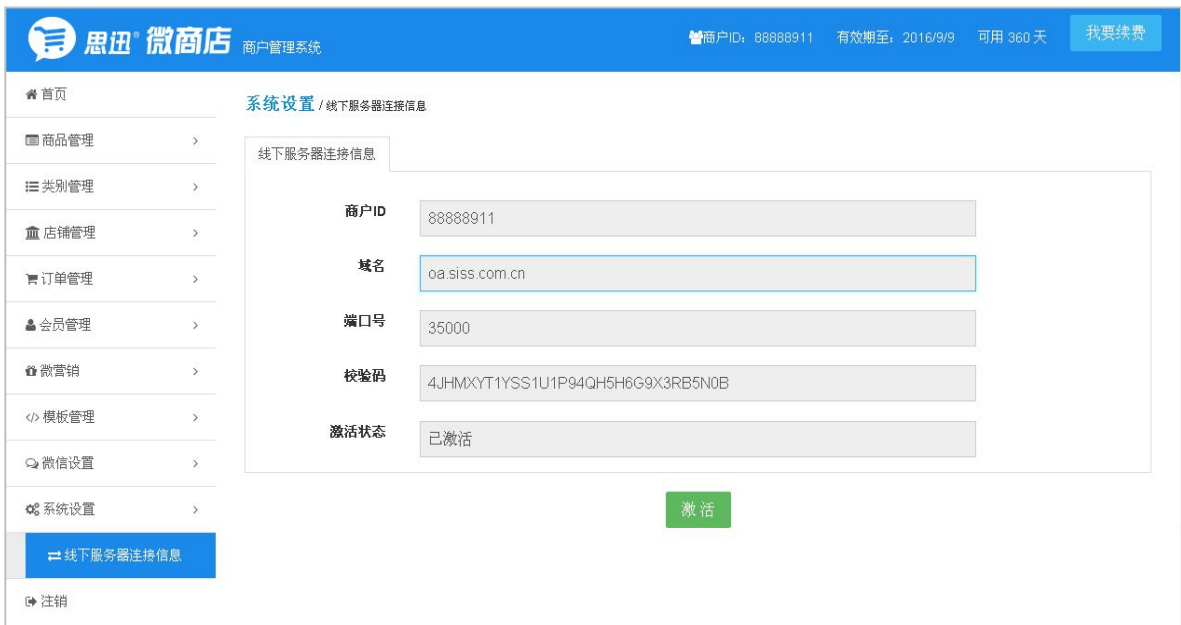 思迅® 微商店 商户管理系统
商户ID：88888911 有效期至：2016/9/9 可用 360 天 我要续费
首页
商品管理
类别管理
店铺管理
订单管理
会员管理
微营销
模板管理
微信设置
系统设置
线下服务器连接信息
注销
系统设置 / 线下服务器连接信息
线下服务器连接信息
商户ID 88888911
域名 oa.siss.com.cn
端口号 35000
校验码 4JHMXYT1YSS1U1P94QH5H6G9X3RB5N0B
激活状态 已激活
激活